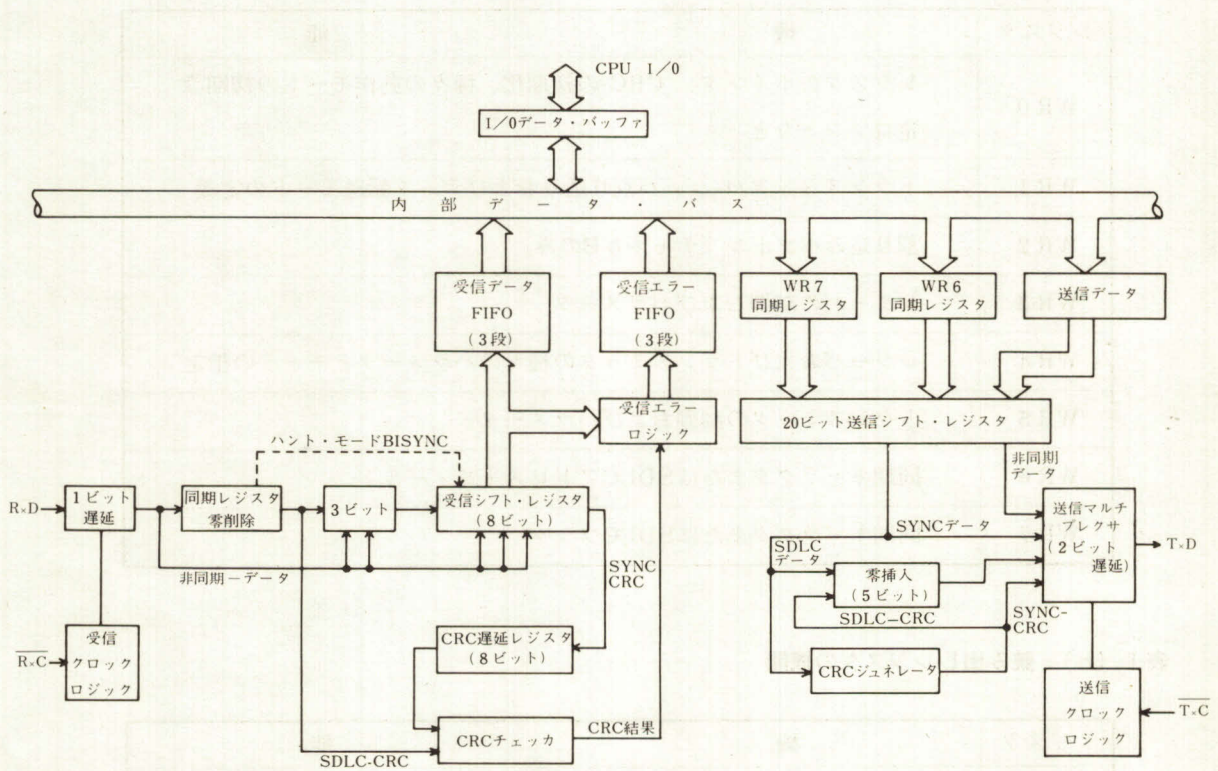 CPU I/0
I/0データ・バッファ
内部データ・バス
受信データ
FIFO
(3段)
受信エラー
FIFO
(3段)
WR7
同期レジスタ
WR6
同期レジスタ
送信データ
受信エラー
ロジック
20ビット送信シフト・レジスタ
ハント・モードBISYNC
非同期
データ
R×D
1ビット
遅延
同期レジスタ
零削除
3ビット
受信シフト・レジスタ
(8ビット)
SYNCデータ
送信マルチ
プレクサ
(2ビット
遅延)
T×D
非同期−データ
SYNC
CRC
SDLC
データ
零挿入
(5ビット)
SDLC−CRC
SYNC-
CRC
受信
クロック
ロジック
R×C
CRC遅延レジスタ
(8ビット)
CRCジュネレータ
送信
クロック
ロジック
T×C
CRCチェッカ
CRC結果
SDLC-CRC